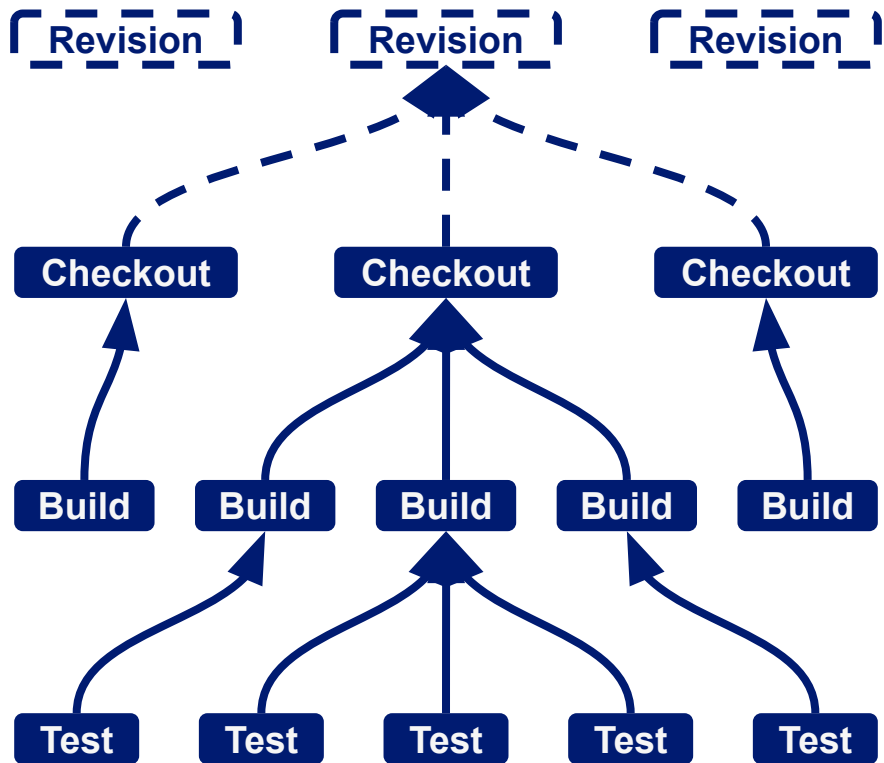 Revision Revision Revision
Checkout Checkout Checkout
Build Build Build Build Build
Test Test Test Test Test